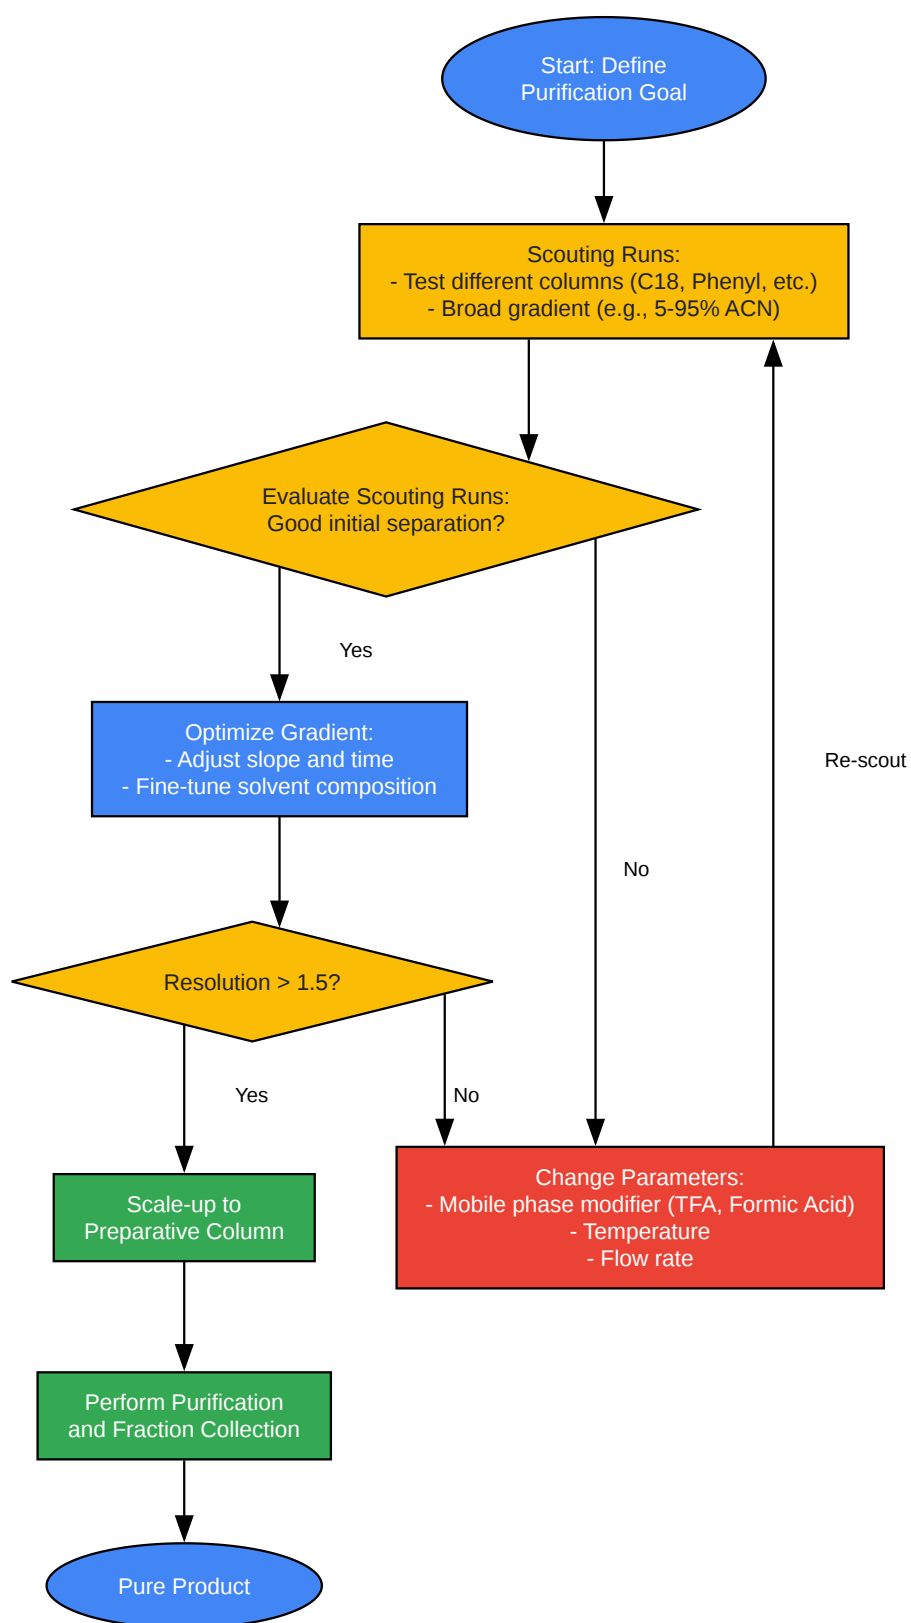 Start: Define
Purification Goal
Scouting Runs:
- Test different columns (C18, Phenyl, etc.)
- Broad gradient (e.g., 5-95% ACN)
Evaluate Scouting Runs:
Good initial separation?
Yes
Optimize Gradient:
- Adjust slope and time
- Fine-tune solvent composition
Re-scout
No
Resolution > 1.5?
Yes
No
Change Parameters:
- Mobile phase modifier (TFA, Formic Acid)
- Temperature
- Flow rate
Scale-up to
Preparative Column
Perform Purification
and Fraction Collection
Pure Product